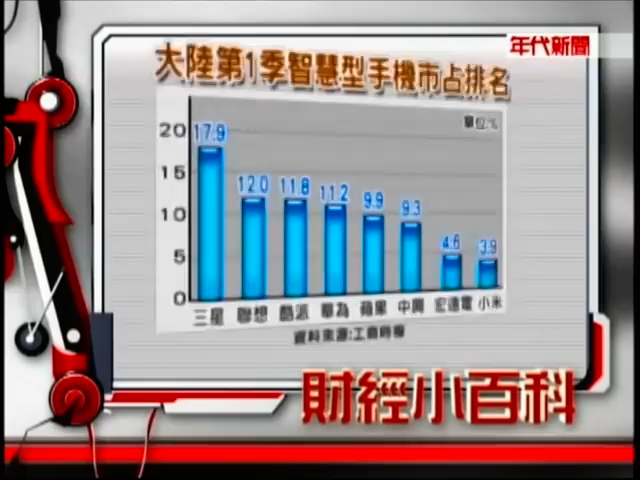 年代新聞
大陸第1季智慧型手機市占排名
單位:%
20
15
10
5
0
17.9
12.0
11.8
11.2
9.9
9.3
4.6
3.9
三星 聯想 酷派 華為 蘋果 中興 宏達電 小米
資料來源:工商時報
財經小百科